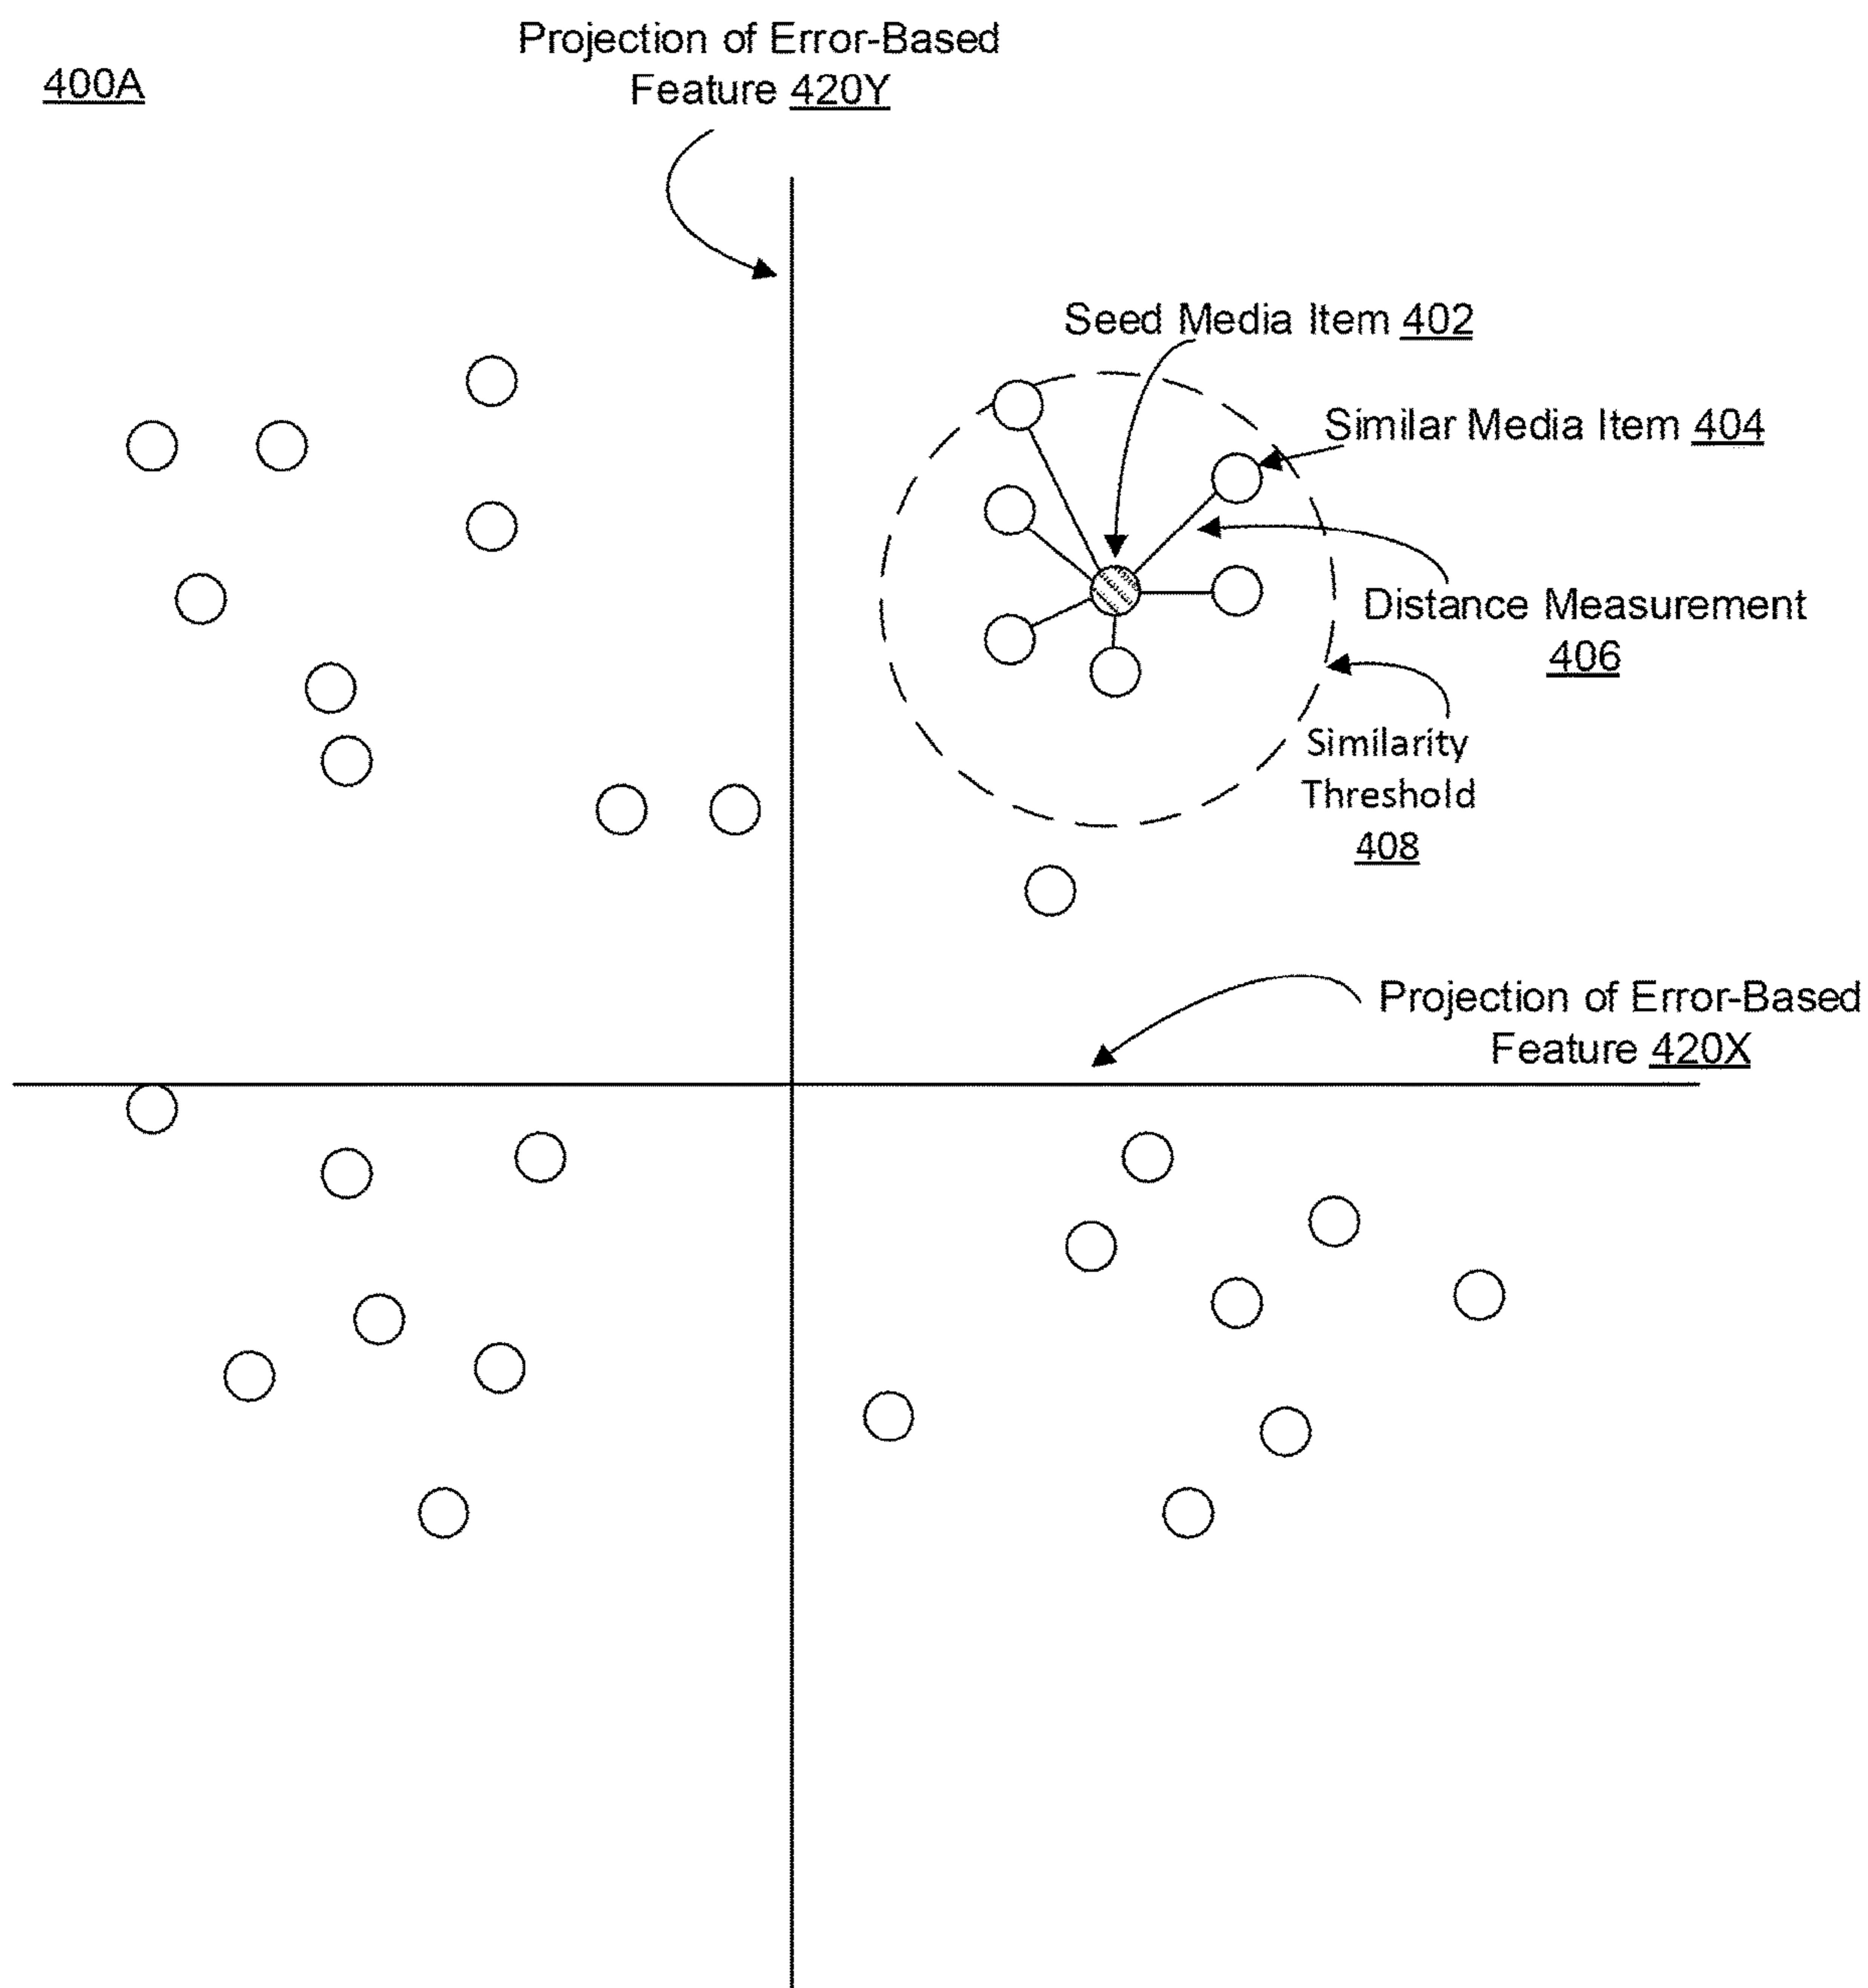 400A
Projection of Error-Based
Feature 420Y
Seed Media Item 402
Similar Media Item 404
Distance Measurement
406
Similarity
Threshold
408
Projection of Error-Based
Feature 420X